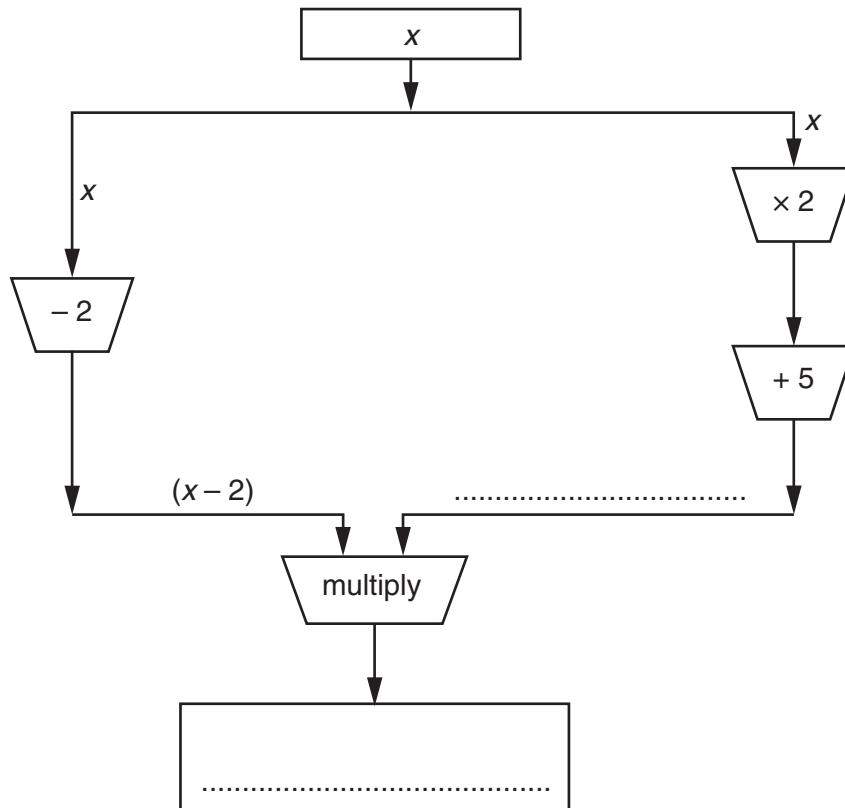 x
x
x
× 2
– 2
+ 5
(x – 2)
....................................
multiply
...........................................